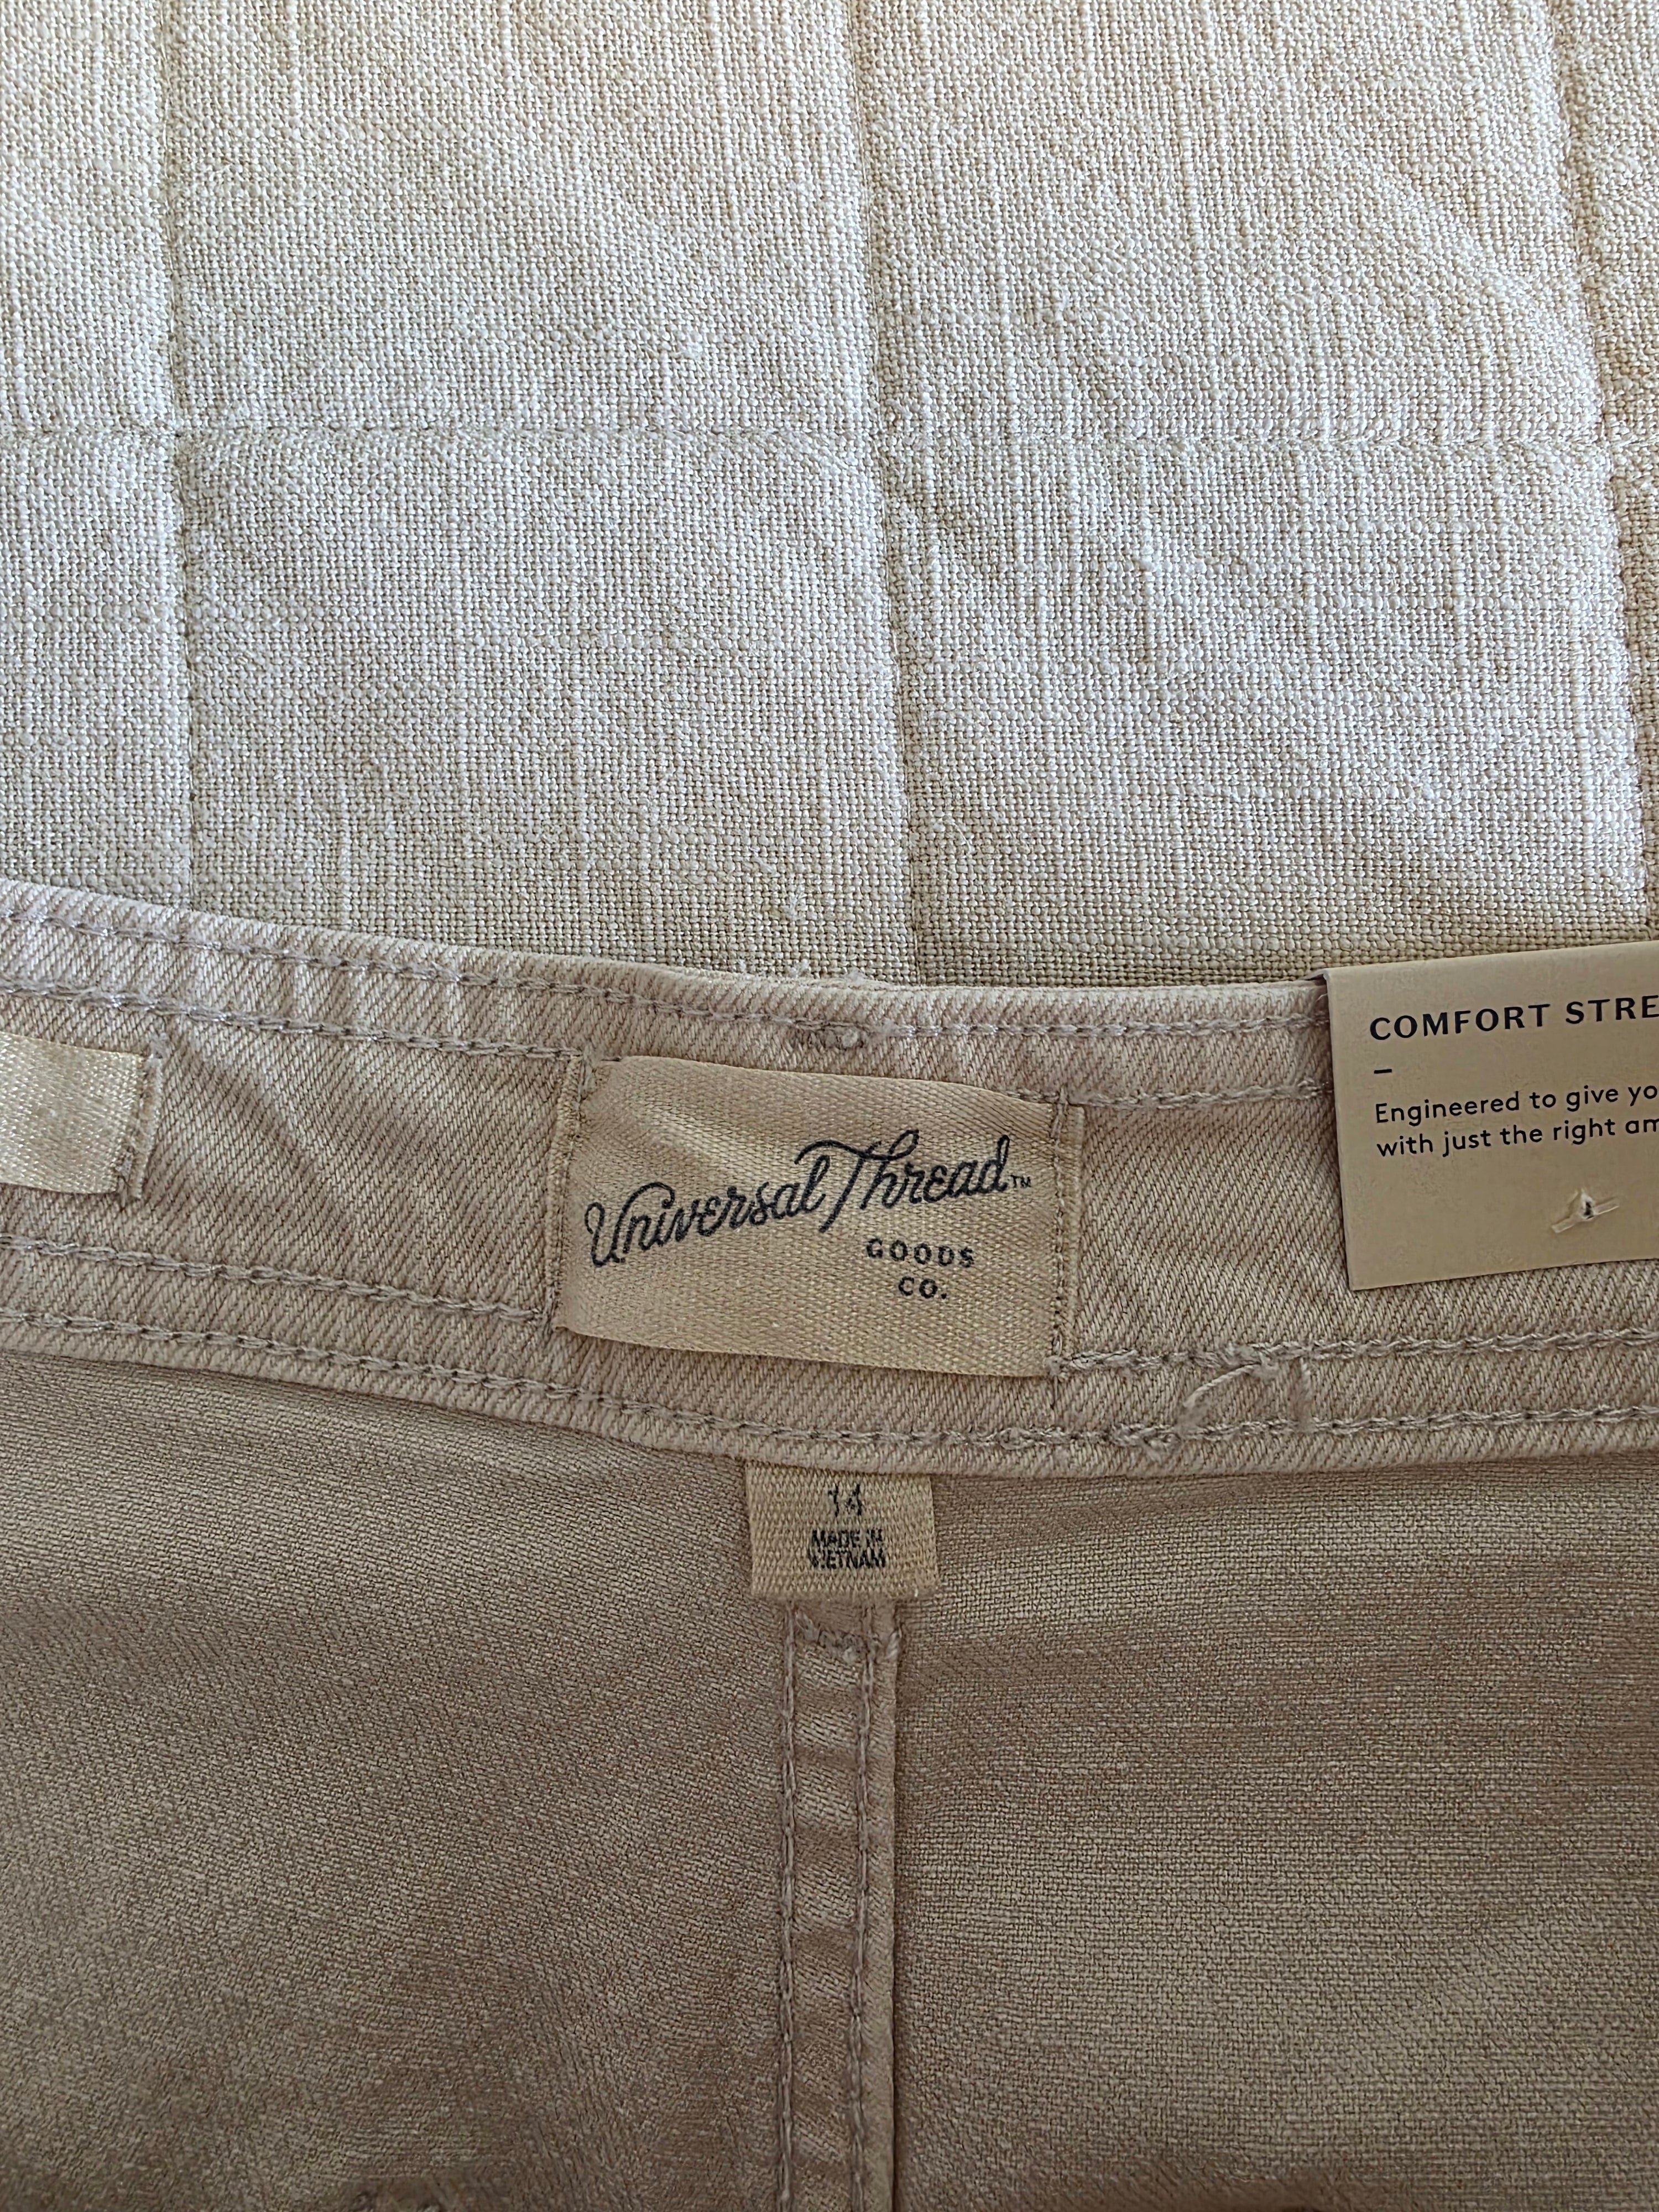 COMFORT STRE
Engineered to give yo
with just the right am
Universal Thread™
GOODS
CO.
14
MADE IN
VIETNAM